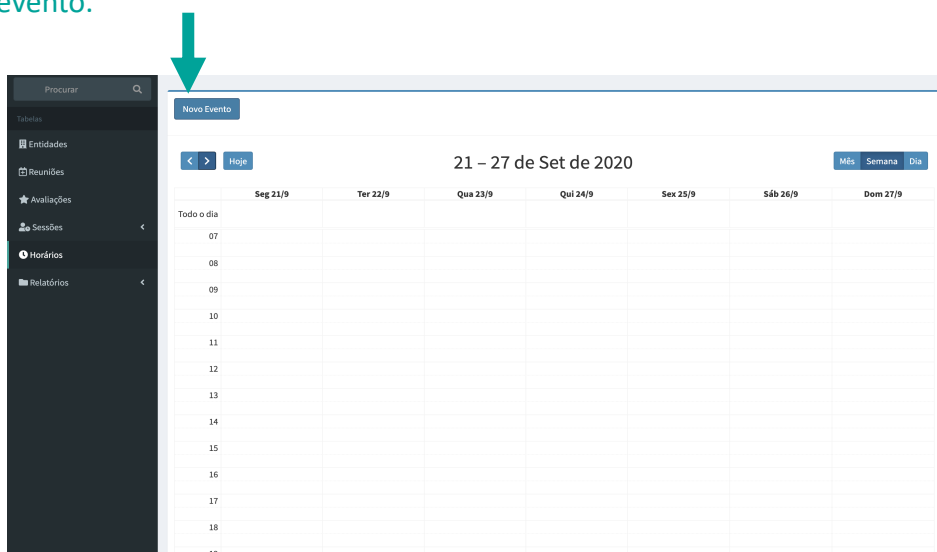 evento.
Procurar
Tabelas
Entidades
Reuniões
Avaliações
Sessões
Horários
Relatórios
Novo Evento
Hoje
21 – 27 de Set de 2020
Mês Semana Dia
Seg 21/9 Ter 22/9 Qua 23/9 Qui 24/9 Sex 25/9 Sáb 26/9 Dom 27/9
Todo o dia
07
08
09
10
11
12
13
14
15
16
17
18